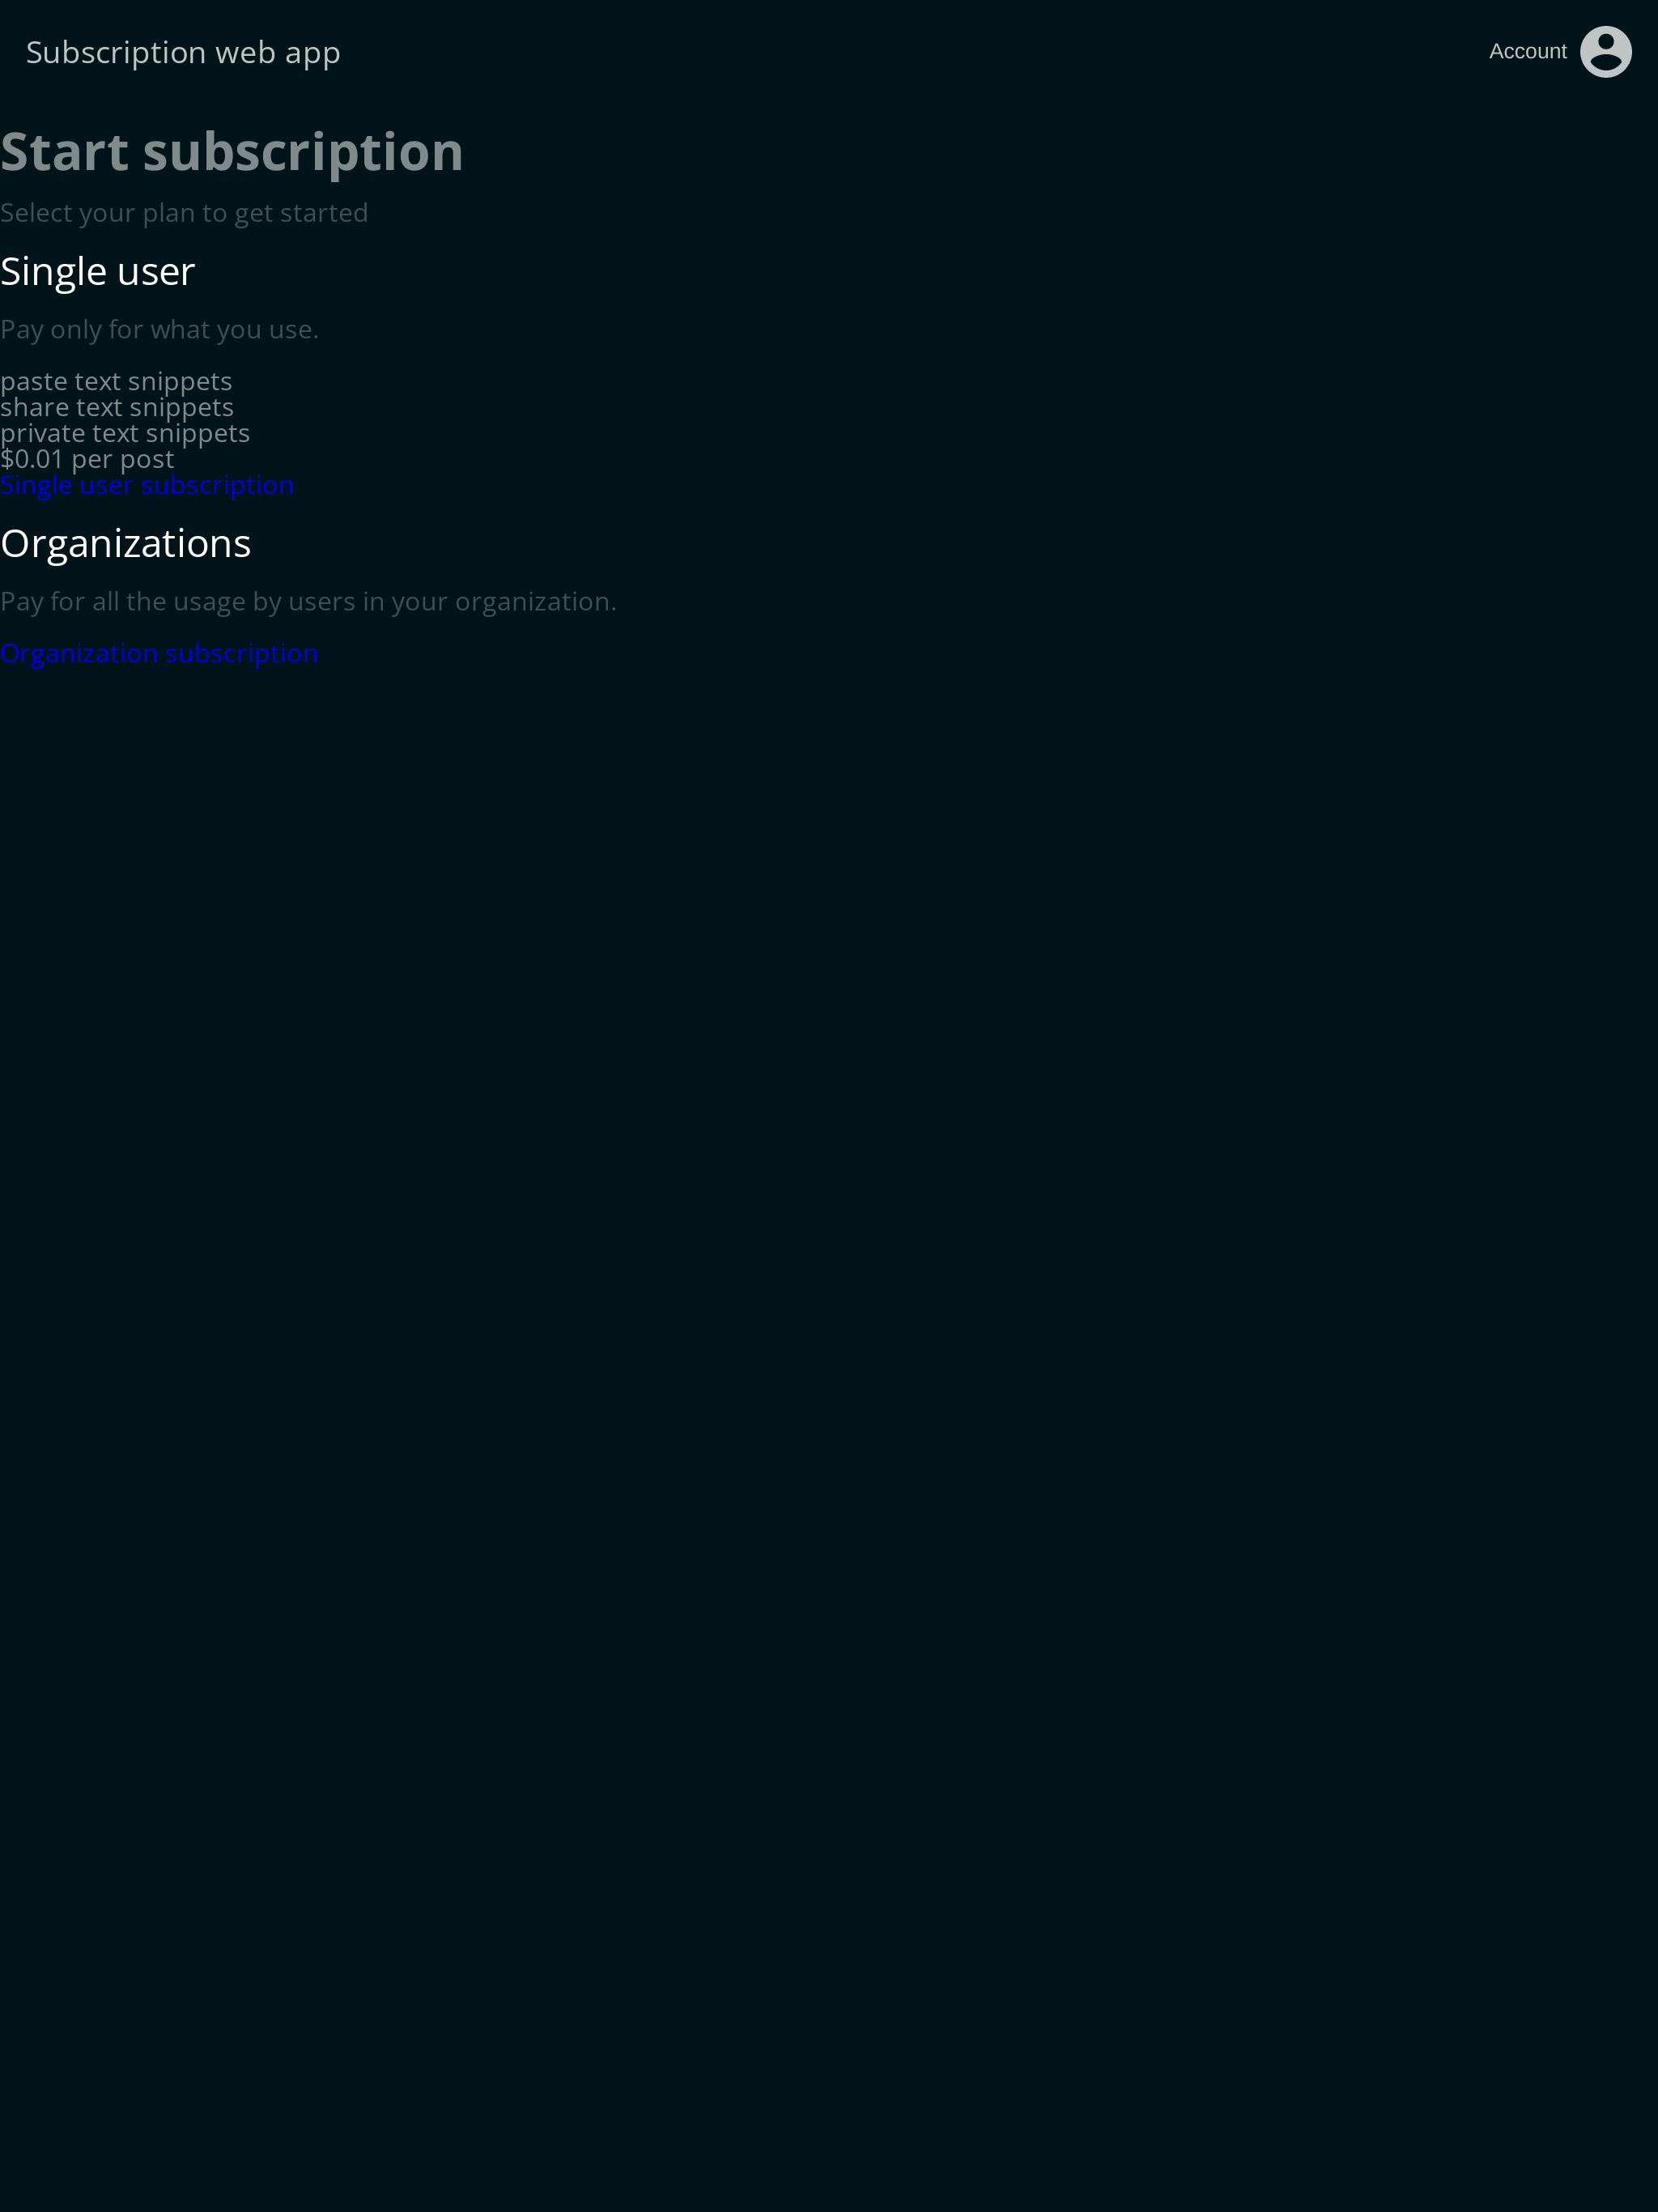 Subscription web app
Account
Start subscription
Select your plan to get started
Single user
Pay only for what you use.
paste text snippets
share text snippets
private text snippets
$0.01 per post
Single user subscription
Organizations
Pay for all the usage by users in your organization.
Organization subscription